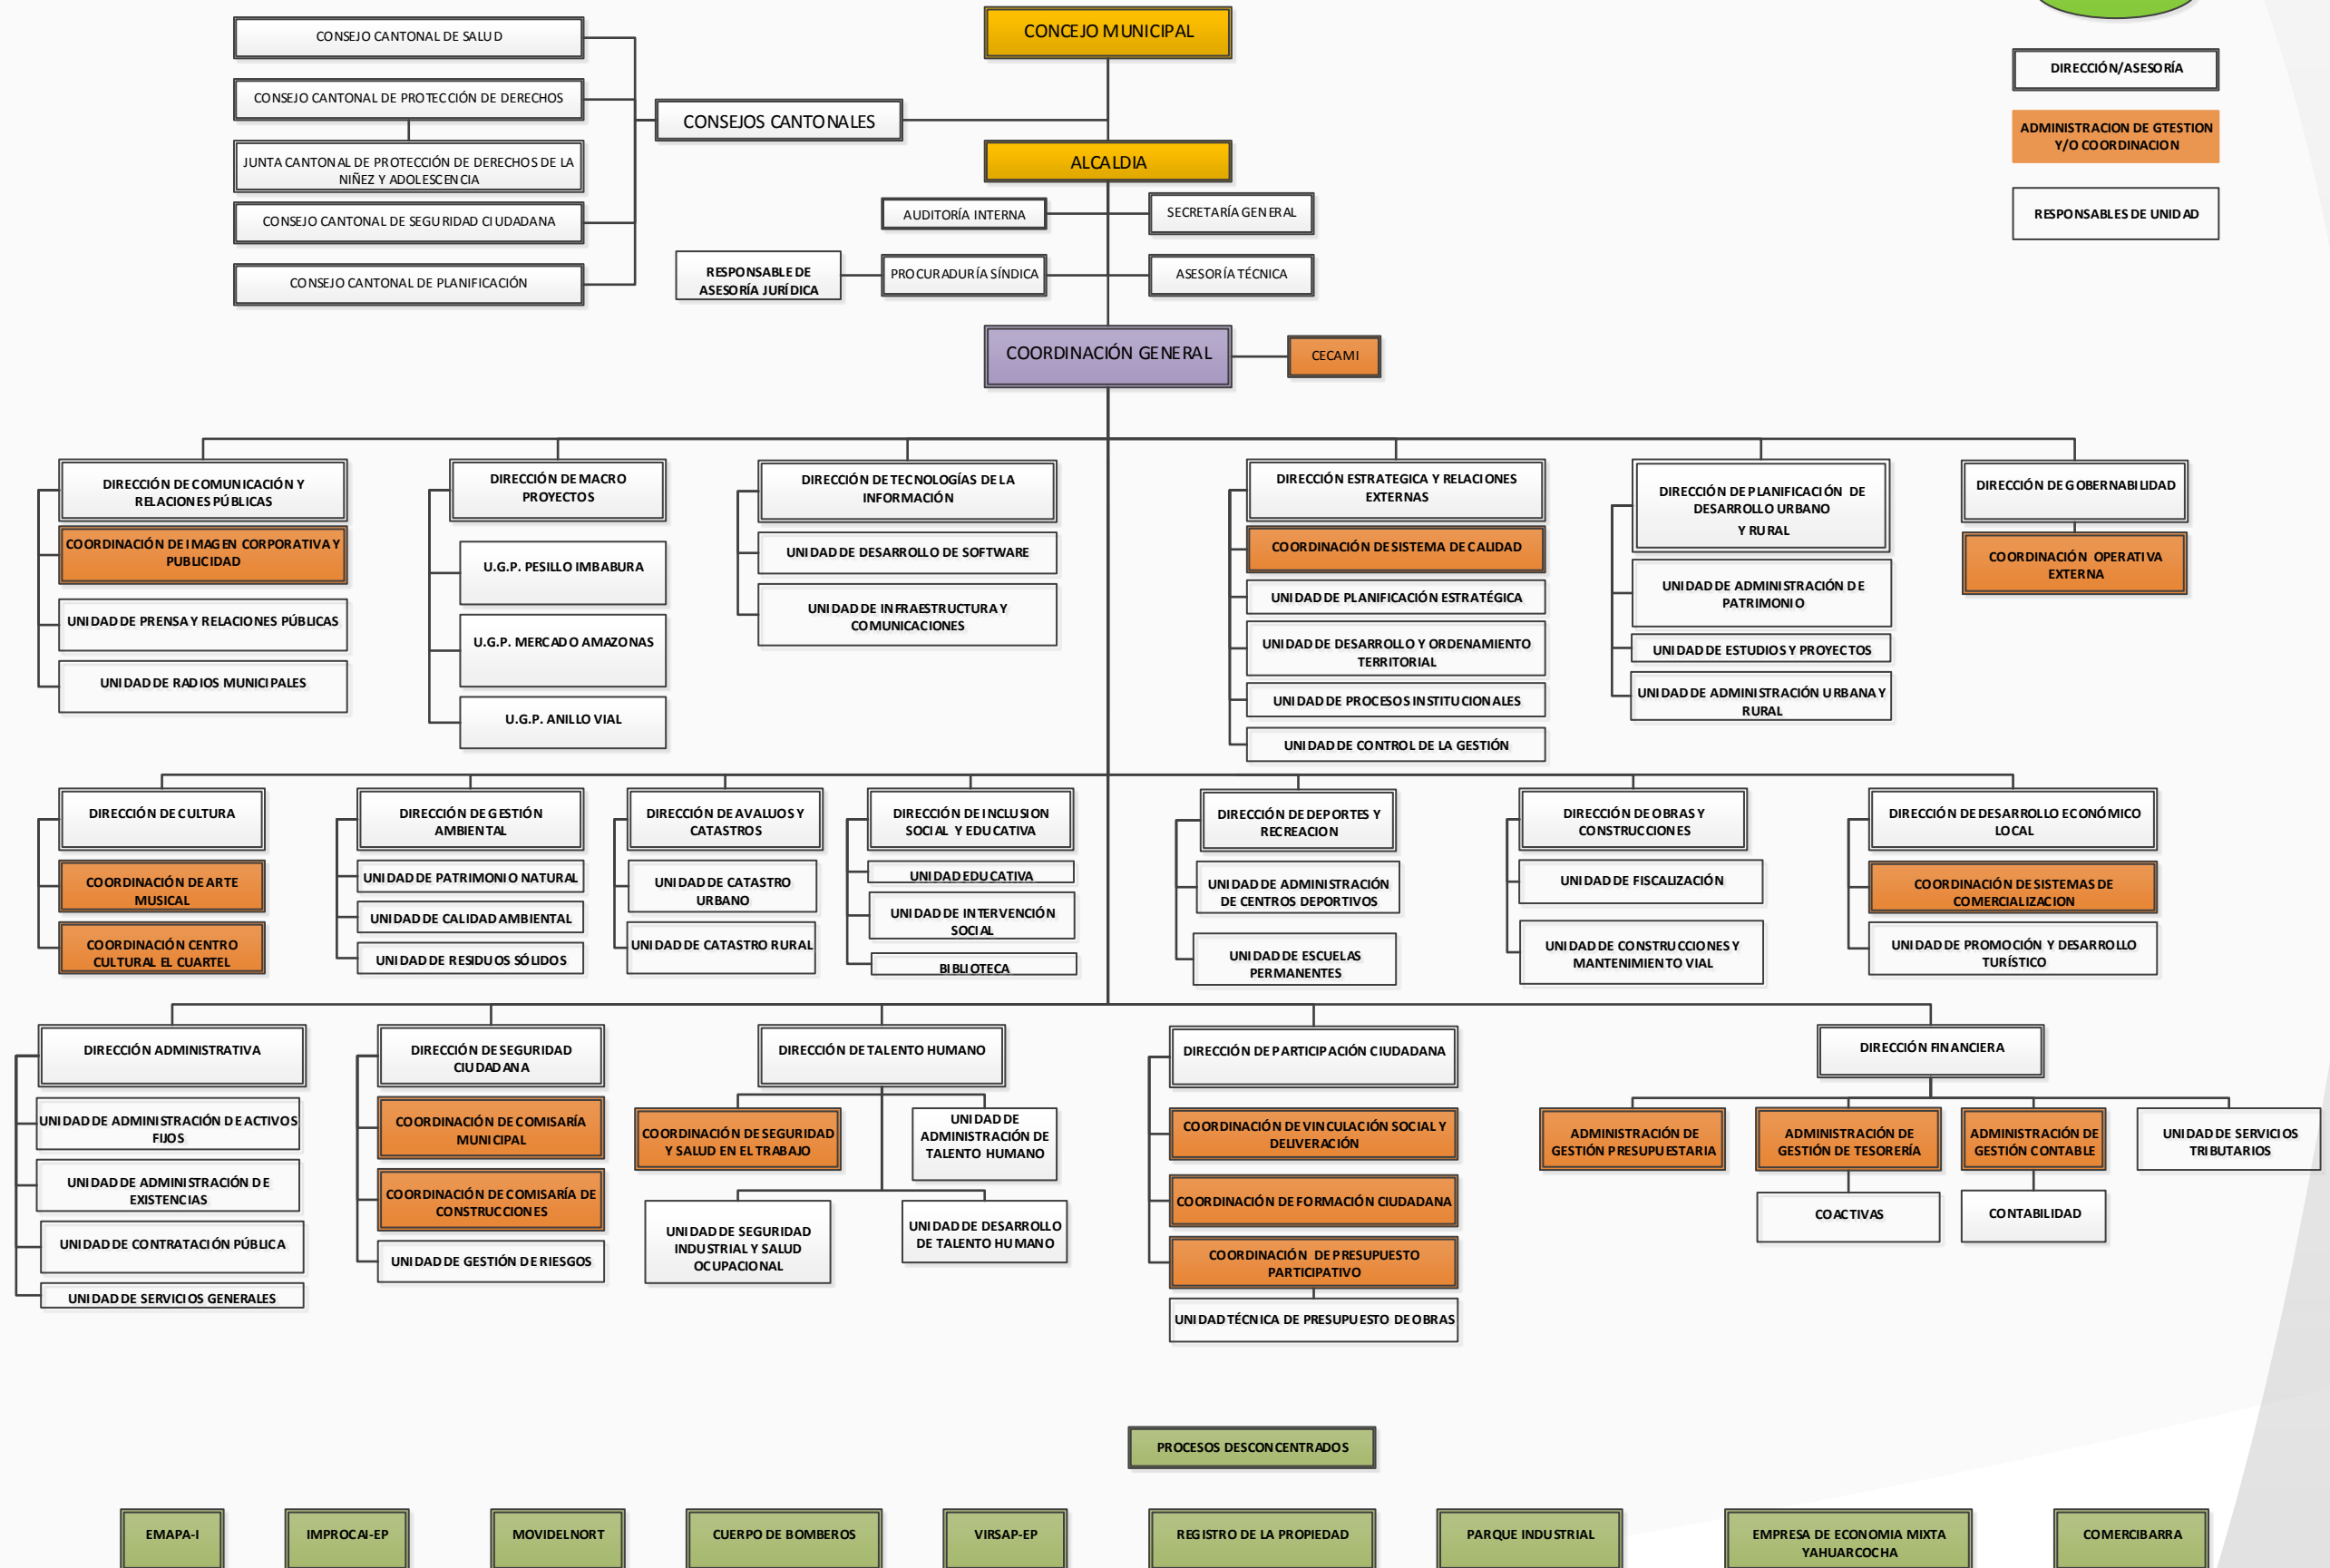 CONSEJO CANTONAL DE SALUD
CONSEJO CANTONAL DE PROTECCIÓN DE DERECHOS
JUNTA CANTONAL DE PROTECCIÓN DE DERECHOS DE LA
NIÑEZ Y ADOLESCENCIA
CONSEJO CANTONAL DE SEGURIDAD CIUDADANA
CONSEJO CANTONAL DE PLANIFICACIÓN
CONSEJOS CANTONALES
CONCEJO MUNICIPAL
ALCALDIA
AUDITORÍA INTERNA
SECRETARÍA GENERAL
RESPONSABLE DE
ASESORÍA JURÍDICA
PROCURADURÍA SÍNDICA
ASESORÍA TÉCNICA
COORDINACIÓN GENERAL
CECAMI
DIRECCIÓN/ASESORÍA
ADMINISTRACION DE GTESTION
Y/O COORDINACION
RESPONSABLES DE UNIDAD
DIRECCIÓN DE COMUNICACIÓN Y
RELACIONES PÚBLICAS
COORDINACIÓN DE IMAGEN CORPORATIVA Y
PUBLICIDAD
UNIDAD DE PRENSA Y RELACIONES PÚBLICAS
UNIDAD DE RADIOS MUNICIPALES
DIRECCIÓN DE MACRO
PROYECTOS
U.G.P. PESILLO IMBABURA
U.G.P. MERCADO AMAZONAS
U.G.P. ANILLO VIAL
DIRECCIÓN DE TECNOLOGÍAS DE LA
INFORMACIÓN
UNIDAD DE DESARROLLO DE SOFTWARE
UNIDAD DE INFRAESTRUCTURA Y
COMUNICACIONES
DIRECCIÓN ESTRATEGICA Y RELACIONES
EXTERNAS
COORDINACIÓN DE SISTEMA DE CALIDAD
UNIDAD DE PLANIFICACIÓN ESTRATÉGICA
UNIDAD DE DESARROLLO Y ORDENAMIENTO
TERRITORIAL
UNIDAD DE PROCESOS INSTITUCIONALES
UNIDAD DE CONTROL DE LA GESTIÓN
DIRECCIÓN DE PLANIFICACIÓN DE
DESARROLLO URBANO
Y RURAL
UNIDAD DE ADMINISTRACIÓN DE
PATRIMONIO
UNIDAD DE ESTUDIOS Y PROYECTOS
UNIDAD DE ADMINISTRACIÓN URBANA Y
RURAL
DIRECCIÓN DE GOBERNABILIDAD
COORDINACIÓN OPERATIVA
EXTERNA
DIRECCIÓN DE CULTURA
COORDINACIÓN DE ARTE
MUSICAL
COORDINACIÓN CENTRO
CULTURAL EL CUARTEL
DIRECCIÓN DE GESTIÓN
AMBIENTAL
UNIDAD DE PATRIMONIO NATURAL
UNIDAD DE CALIDAD AMBIENTAL
UNIDAD DE RESIDUOS SÓLIDOS
DIRECCIÓN DE AVALUOS Y
CATASTROS
UNIDAD DE CATASTRO
URBANO
UNIDAD DE CATASTRO RURAL
DIRECCIÓN DE INCLUSION
SOCIAL Y EDUCATIVA
UNIDAD EDUCATIVA
UNIDAD DE INTERVENCIÓN
SOCIAL
BIBLIOTECA
DIRECCIÓN DE DEPORTES Y
RECREACION
UNIDAD DE ADMINISTRACIÓN
DE CENTROS DEPORTIVOS
UNIDAD DE ESCUELAS
PERMANENTES
DIRECCIÓN DE OBRAS Y
CONSTRUCCIONES
UNIDAD DE FISCALIZACIÓN
UNIDAD DE CONSTRUCCIONES Y
MANTENIMIENTO VIAL
DIRECCIÓN DE DESARROLLO ECONÓMICO
LOCAL
COORDINACIÓN DE SISTEMAS DE
COMERCIALIZACION
UNIDAD DE PROMOCIÓN Y DESARROLLO
TURÍSTICO
DIRECCIÓN ADMINISTRATIVA
UNIDAD DE ADMINISTRACIÓN DE ACTIVOS
FIJOS
UNIDAD DE ADMINISTRACIÓN DE
EXISTENCIAS
UNIDAD DE CONTRATACIÓN PÚBLICA
UNIDAD DE SERVICIOS GENERALES
DIRECCIÓN DE SEGURIDAD
CIUDADANA
COORDINACIÓN DE COMISARÍA
MUNICIPAL
COORDINACIÓN DE COMISARÍA DE
CONSTRUCCIONES
UNIDAD DE GESTIÓN DE RIESGOS
DIRECCIÓN DE TALENTO HUMANO
COORDINACIÓN DE SEGURIDAD
Y SALUD EN EL TRABAJO
UNIDAD DE
ADMINISTRACIÓN DE
TALENTO HUMANO
UNIDAD DE SEGURIDAD
INDUSTRIAL Y SALUD
OCUPACIONAL
UNIDAD DE DESARROLLO
DE TALENTO HUMANO
DIRECCIÓN DE PARTICIPACIÓN CIUDADANA
COORDINACIÓN DE VINCULACIÓN SOCIAL Y
DELIVERACIÓN
COORDINACIÓN DE FORMACIÓN CIUDADANA
COORDINACIÓN DE PRESUPUESTO
PARTICIPATIVO
UNIDAD TÉCNICA DE PRESUPUESTO DE OBRAS
DIRECCIÓN FINANCIERA
ADMINISTRACIÓN DE
GESTIÓN PRESUPUESTARIA
ADMINISTRACIÓN DE
GESTIÓN DE TESORERÍA
COACTIVAS
ADMINISTRACIÓN DE
GESTIÓN CONTABLE
CONTABILIDAD
UNIDAD DE SERVICIOS
TRIBUTARIOS
PROCESOS DESCONCENTRADOS
EMAPA-I
IMPROCAI-EP
MOVIDELNORT
CUERPO DE BOMBEROS
VIRSAP-EP
REGISTRO DE LA PROPIEDAD
PARQUE INDUSTRIAL
EMPRESA DE ECONOMIA MIXTA
YAHUARCOCHA
COMERCIBARRA